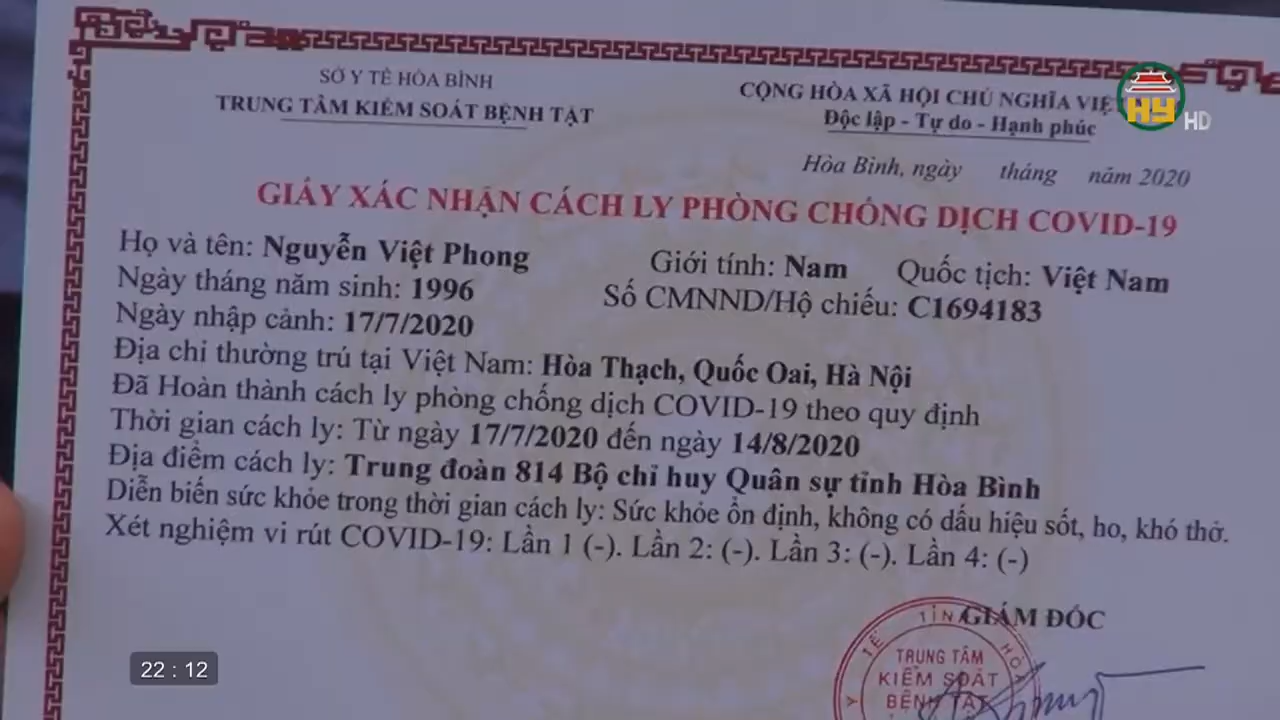 SỞ Y TẾ HÒA BÌNH
TRUNG TÂM KIỂM SOÁT BỆNH TẬT
CỘNG HÒA XÃ HỘI CHỦ NGHĨA VIỆ
Độc lập - Tự do - Hạnh phúc
HY HD
Hòa Bình, ngày tháng năm 2020
GIẤY XÁC NHẬN CÁCH LY PHÒNG CHỐNG DỊCH COVID-19
Họ và tên: Nguyễn Việt Phong Giới tính: Nam Quốc tịch: Việt Nam
Ngày tháng năm sinh: 1996 Số CMNND/Hộ chiếu: C1694183
Ngày nhập cảnh: 17/7/2020
Địa chỉ thường trú tại Việt Nam: Hòa Thạch, Quốc Oai, Hà Nội
Đã Hoàn thành cách ly phòng chống dịch COVID-19 theo quy định
Thời gian cách ly: Từ ngày 17/7/2020 đến ngày 14/8/2020
Địa điểm cách ly: Trung đoàn 814 Bộ chỉ huy Quân sự tỉnh Hòa Bình
Diễn biến sức khỏe trong thời gian cách ly: Sức khỏe ổn định, không có dấu hiệu sốt, ho, khó thở.
Xét nghiệm vi rút COVID-19: Lần 1 (-). Lần 2: (-). Lần 3: (-). Lần 4: (-)
GIÁM ĐỐC
TRUNG TÂM
KIỂM SOÁT
BỆNH TẬT
22 : 12